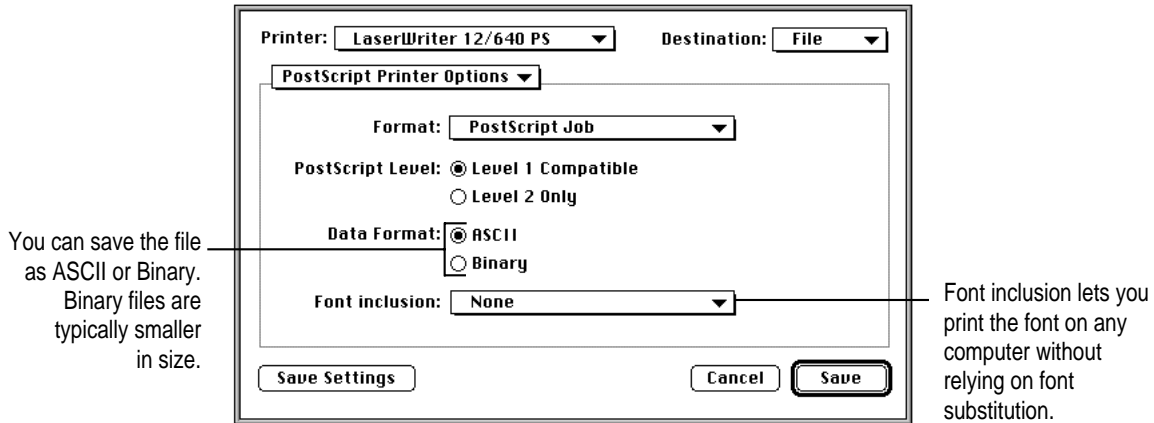 Printer: LaserWriter 12/640 PS Destination: File
PostScript Printer Options
Format: PostScript Job
PostScript Level: Level 1 Compatible
Level 2 Only
Data Format: ASCII
Binary
Font inclusion: None
Save Settings Cancel Save
You can save the file
as ASCII or Binary.
Binary files are
typically smaller
in size.
Font inclusion lets you
print the font on any
computer without
relying on font
substitution.